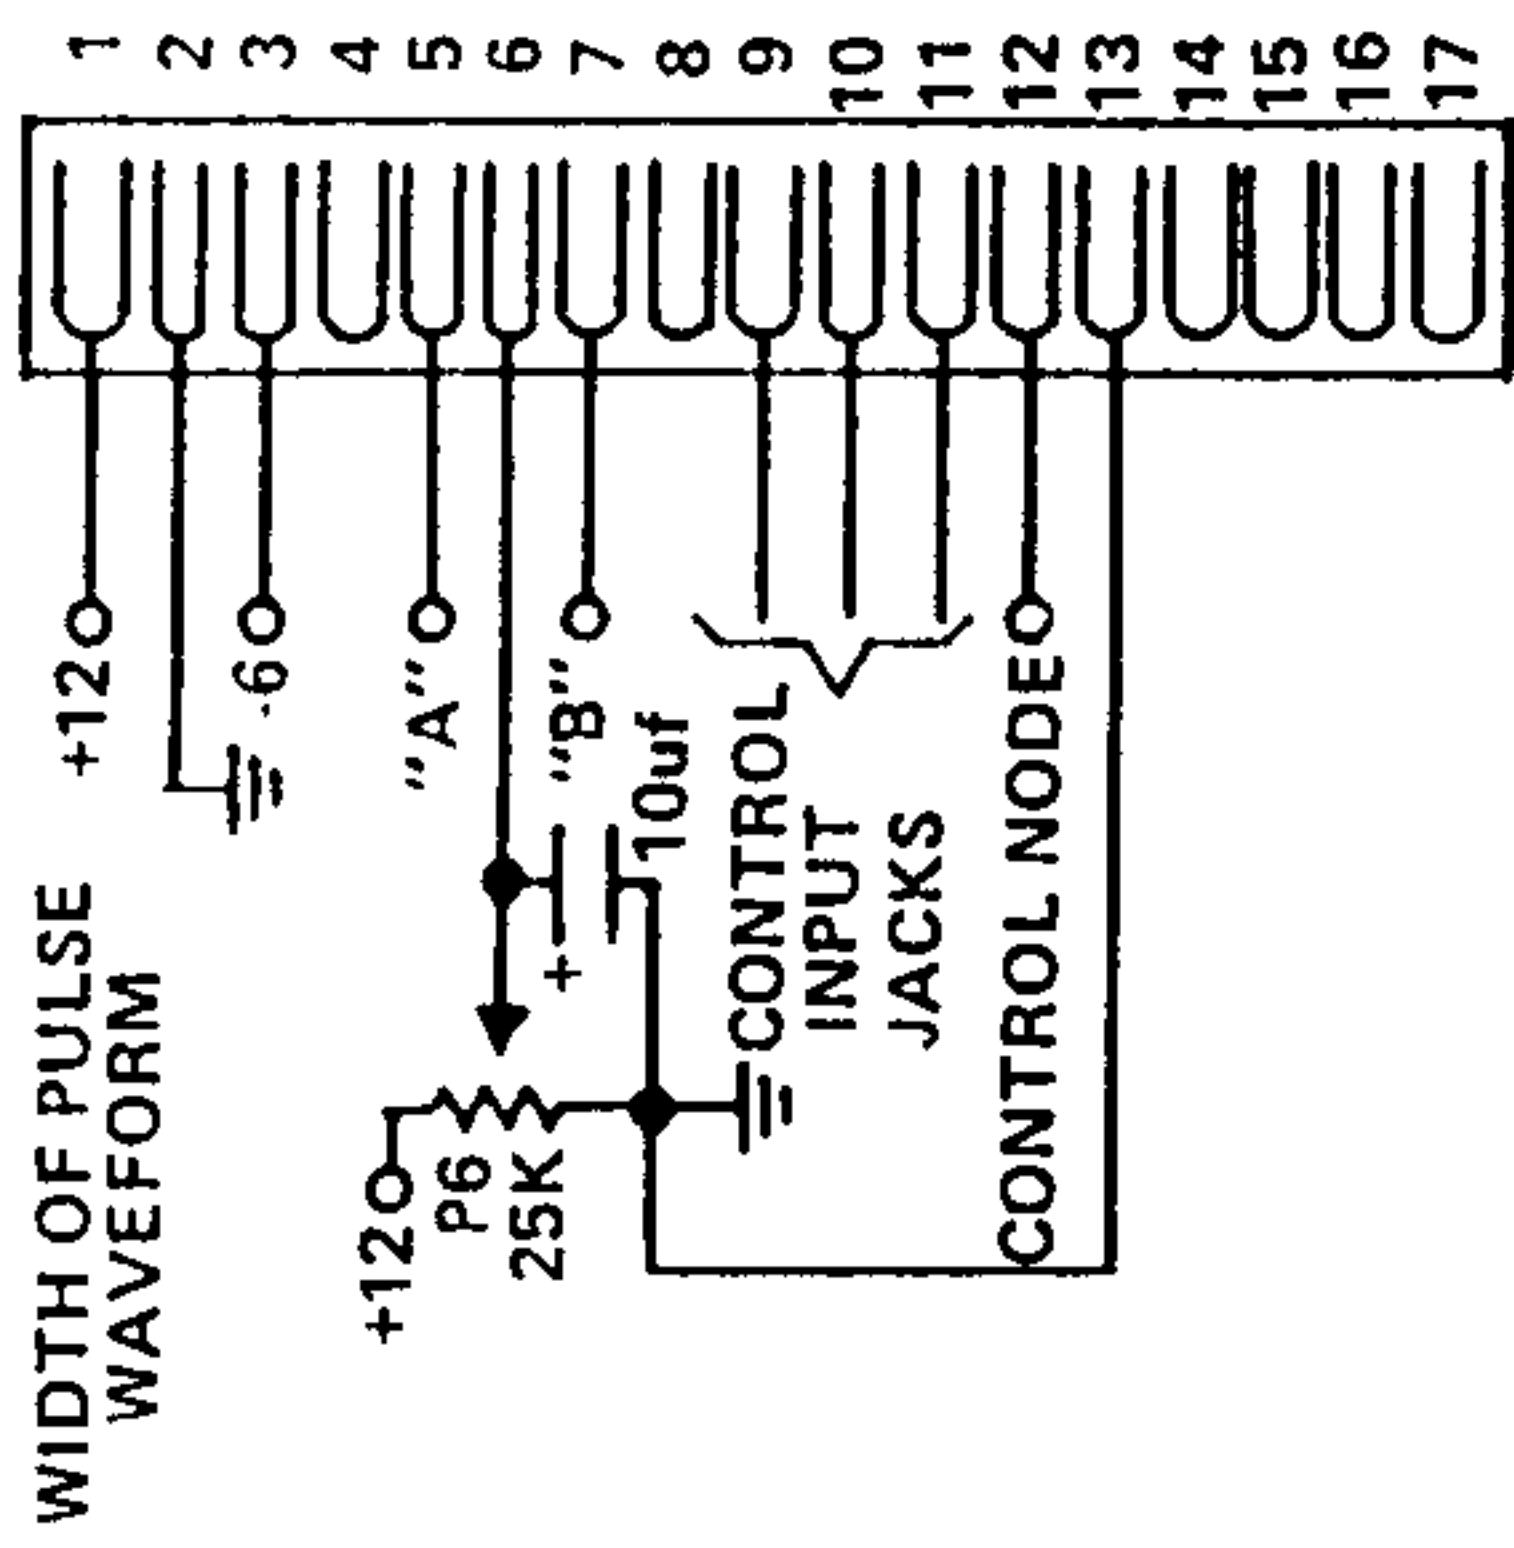 1
2
3
4
5
6
7
8
9
10
11
12
13
14
15
16
17
+12
-6
"A"
"B"
10uf
+
CONTROL
INPUT
JACKS
CONTROL NODE
+12
P6
25K
WIDTH OF PULSE
WAVEFORM